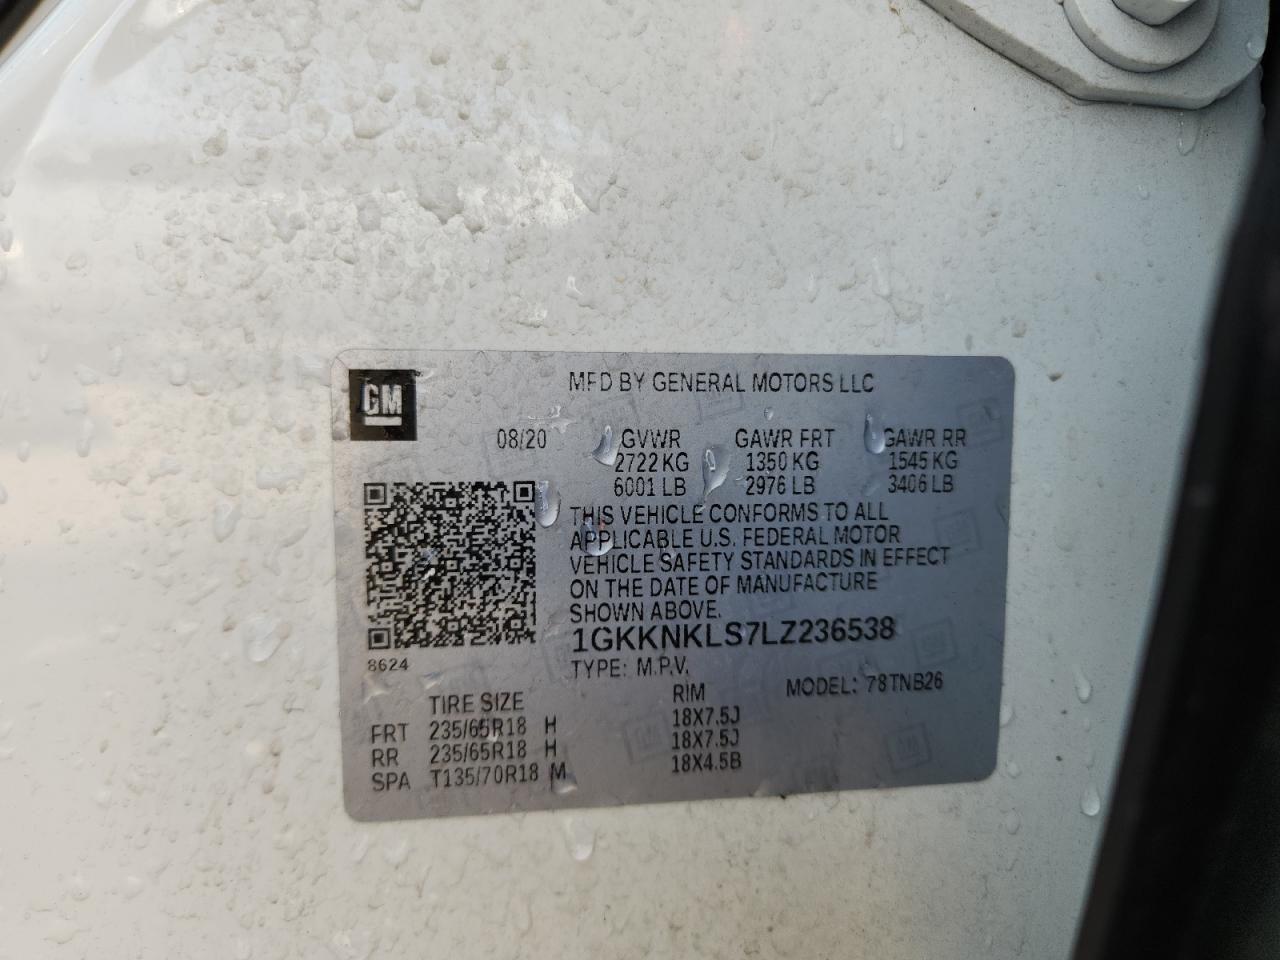 GM
MFD BY GENERAL MOTORS LLC
08/20 GVWR GAWR FRT GAWR RR
2722 KG 1350 KG 1545 KG
6001 LB 2976 LB 3406 LB
THIS VEHICLE CONFORMS TO ALL
APPLICABLE U.S. FEDERAL MOTOR
VEHICLE SAFETY STANDARDS IN EFFECT
ON THE DATE OF MANUFACTURE
SHOWN ABOVE.
1GKKNKLS7LZ236538
8624
TYPE: M.P.V. MODEL: 78TNB26
TIRE SIZE RIM
FRT 235/65R18 H 18X7.5J
RR 235/65R18 H 18X7.5J
SPA T135/70R18 M 18X4.5B